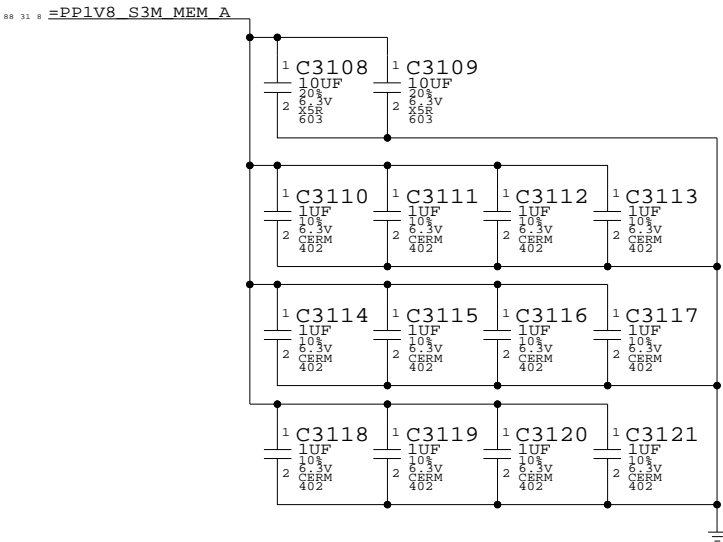 88 31 8 =PP1V8_S3M_MEM_A
1 C3108 1 C3109
10UF 10UF
20% 20%
6.3V 6.3V
2 X5R 2 X5R
603 603
1 C3110 1 C3111 1 C3112 1 C3113
1UF 1UF 1UF 1UF
10% 10% 10% 10%
6.3V 6.3V 6.3V 6.3V
2 CERM 2 CERM 2 CERM 2 CERM
402 402 402 402
1 C3114 1 C3115 1 C3116 1 C3117
1UF 1UF 1UF 1UF
10% 10% 10% 10%
6.3V 6.3V 6.3V 6.3V
2 CERM 2 CERM 2 CERM 2 CERM
402 402 402 402
1 C3118 1 C3119 1 C3120 1 C3121
1UF 1UF 1UF 1UF
10% 10% 10% 10%
6.3V 6.3V 6.3V 6.3V
2 CERM 2 CERM 2 CERM 2 CERM
402 402 402 402